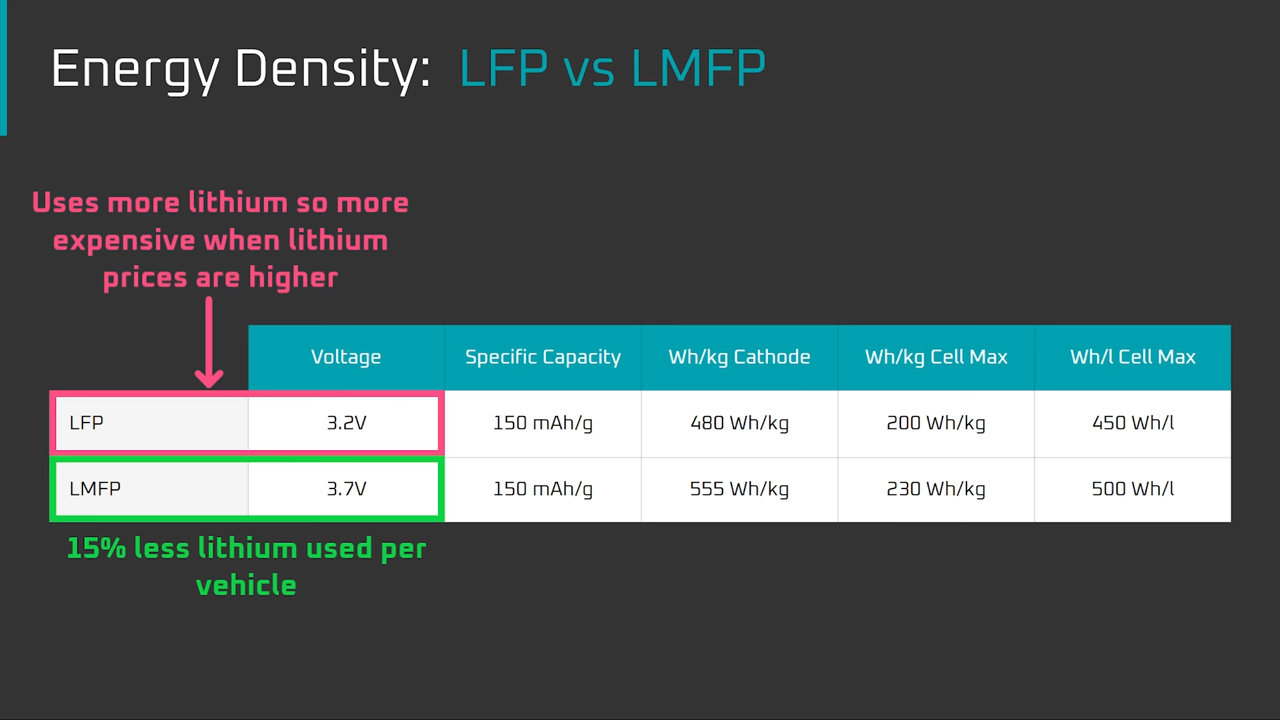 Energy Density: LFP vs LMFP
Uses more lithium so more
expensive when lithium
prices are higher
Voltage Specific Capacity Wh/kg Cathode Wh/kg Cell Max Wh/l Cell Max
LFP 3.2V 150 mAh/g 480 Wh/kg 200 Wh/kg 450 Wh/l
LMFP 3.7V 150 mAh/g 555 Wh/kg 230 Wh/kg 500 Wh/l
15% less lithium used per
vehicle